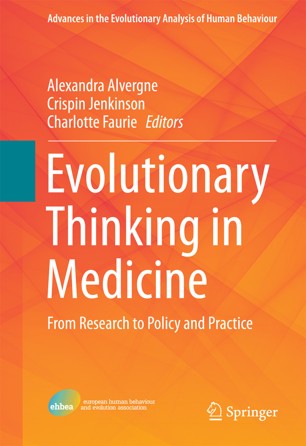 Advances in the Evolutionary Analysis of Human Behaviour
Alexandra Alvergne
Crispin Jenkinson
Charlotte Faurie Editors
Evolutionary
Thinking in
Medicine
From Research to Policy and Practice
ehbea
european human behaviour
and evolution association
Springer